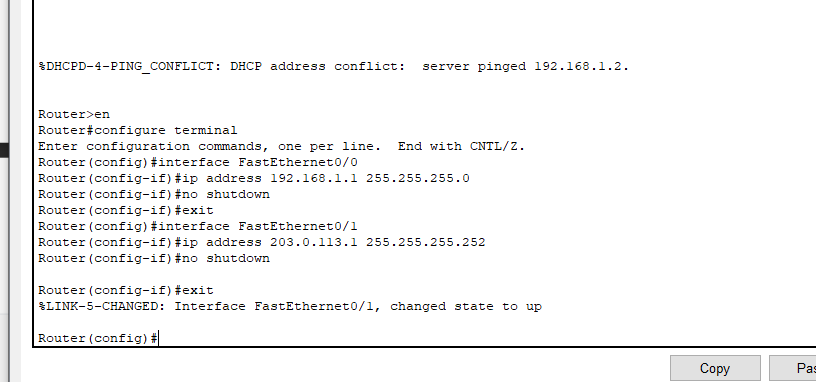 %DHCPD-4-PING_CONFLICT: DHCP address conflict:  server pinged 192.168.1.2.
Router>en
Router#configure terminal
Enter configuration commands, one per line.  End with CNTL/Z.
Router(config)#interface FastEthernet0/0
Router(config-if)#ip address 192.168.1.1 255.255.255.0
Router(config-if)#no shutdown
Router(config-if)#exit
Router(config)#interface FastEthernet0/1
Router(config-if)#ip address 203.0.113.1 255.255.255.252
Router(config-if)#no shutdown
Router(config-if)#exit
%LINK-5-CHANGED: Interface FastEthernet0/1, changed state to up
Router(config)#
Copy